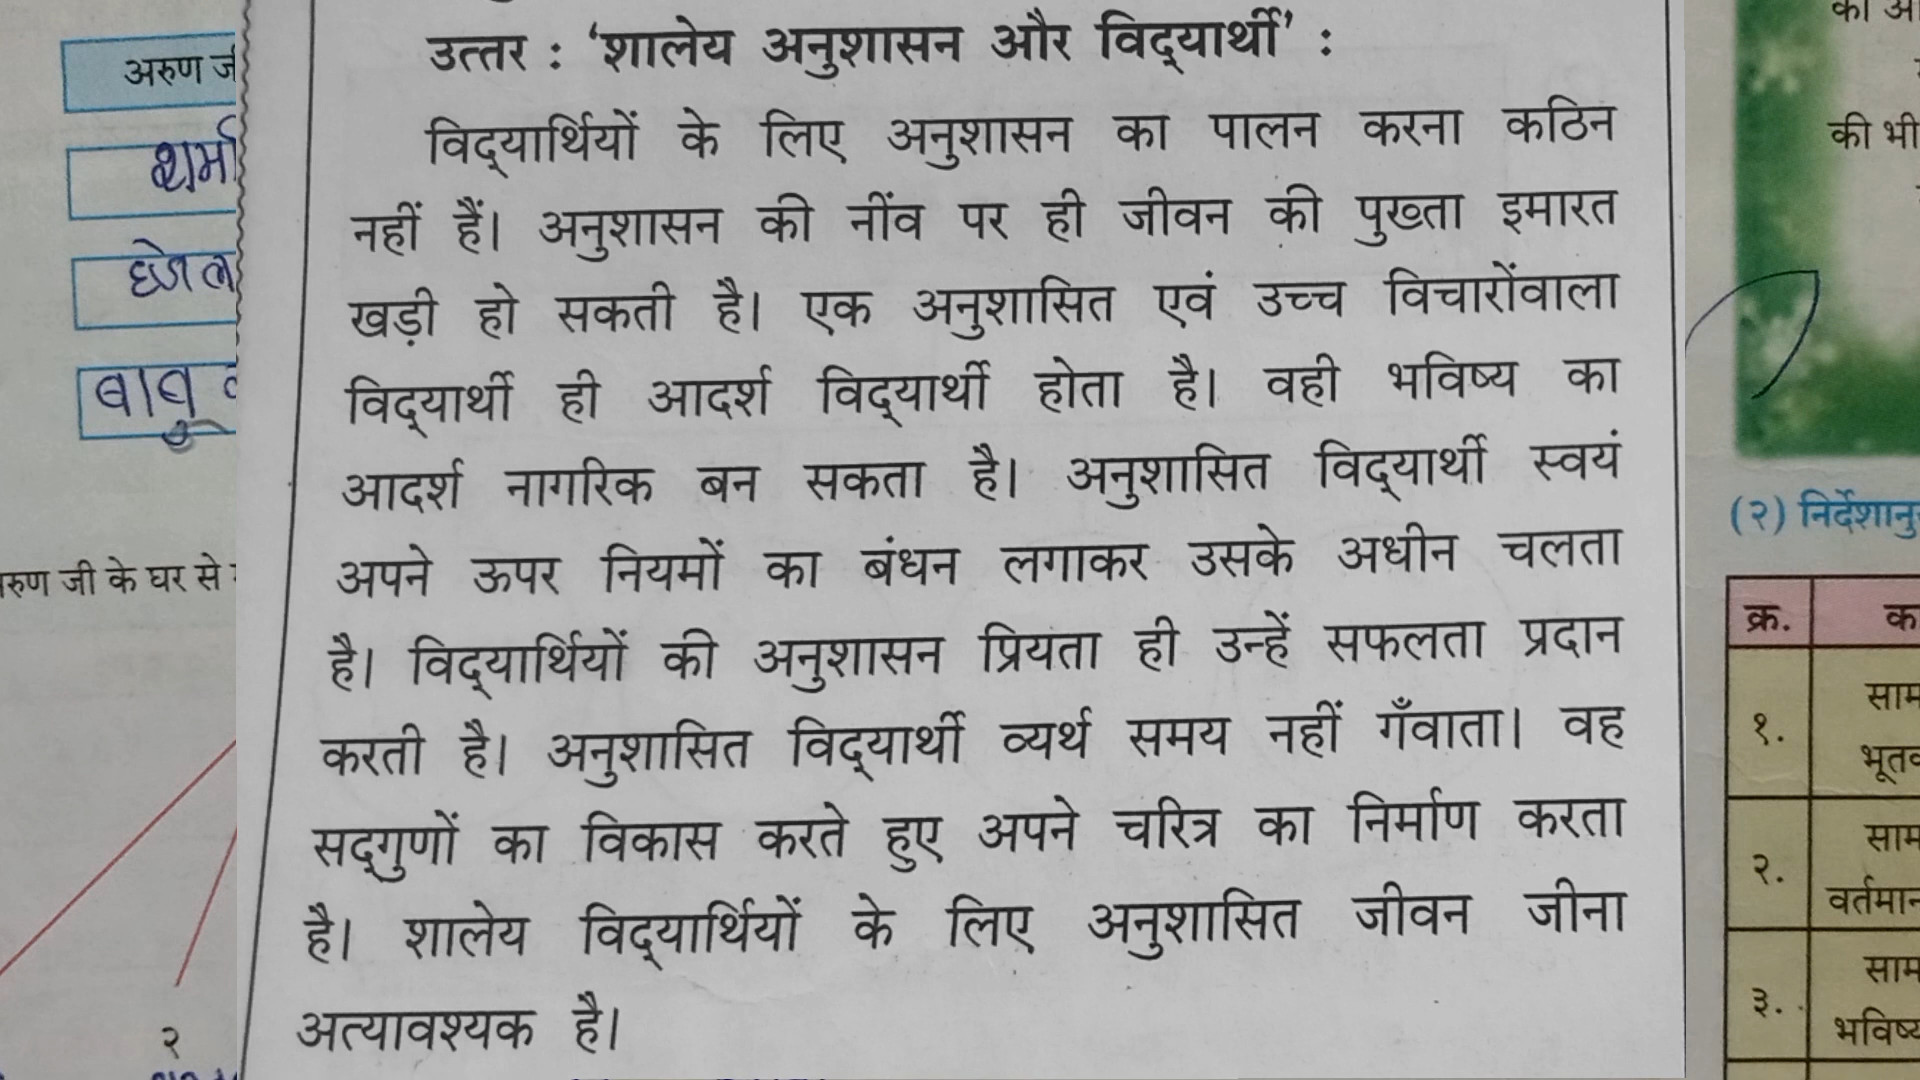 उत्तर : ‘शालेय अनुशासन और विद्‌यार्थी’ :
विद्‌यार्थियों के लिए अनुशासन का पालन करना कठिन
नहीं हैं। अनुशासन की नींव पर ही जीवन की पुख्ता इमारत
खड़ी हो सकती है। एक अनुशासित एवं उच्च विचारोंवाला
विद्‌यार्थी ही आदर्श विद्‌यार्थी होता है। वही भविष्य का
आदर्श नागरिक बन सकता है। अनुशासित विद्‌यार्थी स्वयं
अपने ऊपर नियमों का बंधन लगाकर उसके अधीन चलता
है। विद्‌यार्थियों की अनुशासन प्रियता ही उन्हें सफलता प्रदान
करती है। अनुशासित विद्‌यार्थी व्यर्थ समय नहीं गँवाता। वह
सद्‌गुणों का विकास करते हुए अपने चरित्र का निर्माण करता
है। शालेय विद्‌यार्थियों के लिए अनुशासित जीवन जीना
अत्यावश्यक है।
अरुण
शर्मा
बाबु
जी के घर से
२
की भी
(२)
क्र.
१.
२.
३.